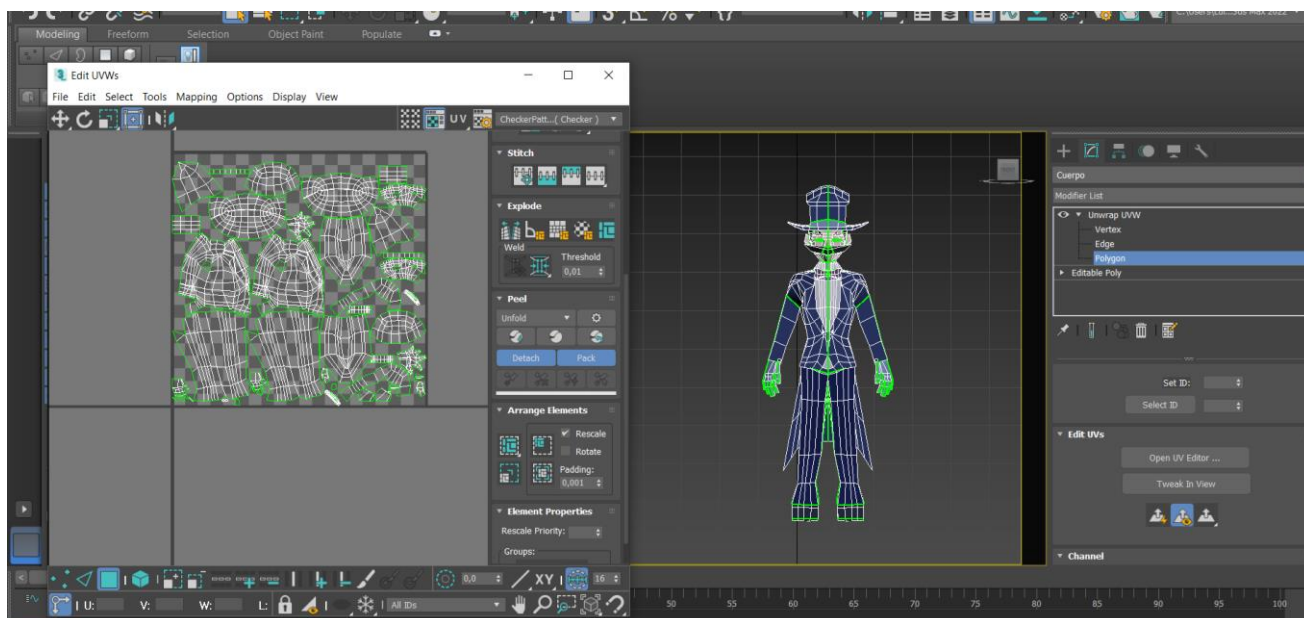 Modeling Freeform Selection Object Paint Populate
Edit UVWs
File Edit Select Tools Mapping Options Display View
UV CheckerPatt...( Checker )
Stitch
Explode
Weld
Threshold
0,01
Peel
Unfold
Detach Pack
Arrange Elements
Rescale
Rotate
Padding:
0,001
Element Properties
Rescale Priority:
Groups:
0,0 XY 16
U: V: W: L: All IDs
50 55 60 65 70 75 80 85 90 95 100
Cuerpo
Modifier List
Unwrap UVW
Vertex
Edge
Polygon
Editable Poly
Set ID:
Select ID
Edit UVs
Open UV Editor ...
Tweak In View
Channel